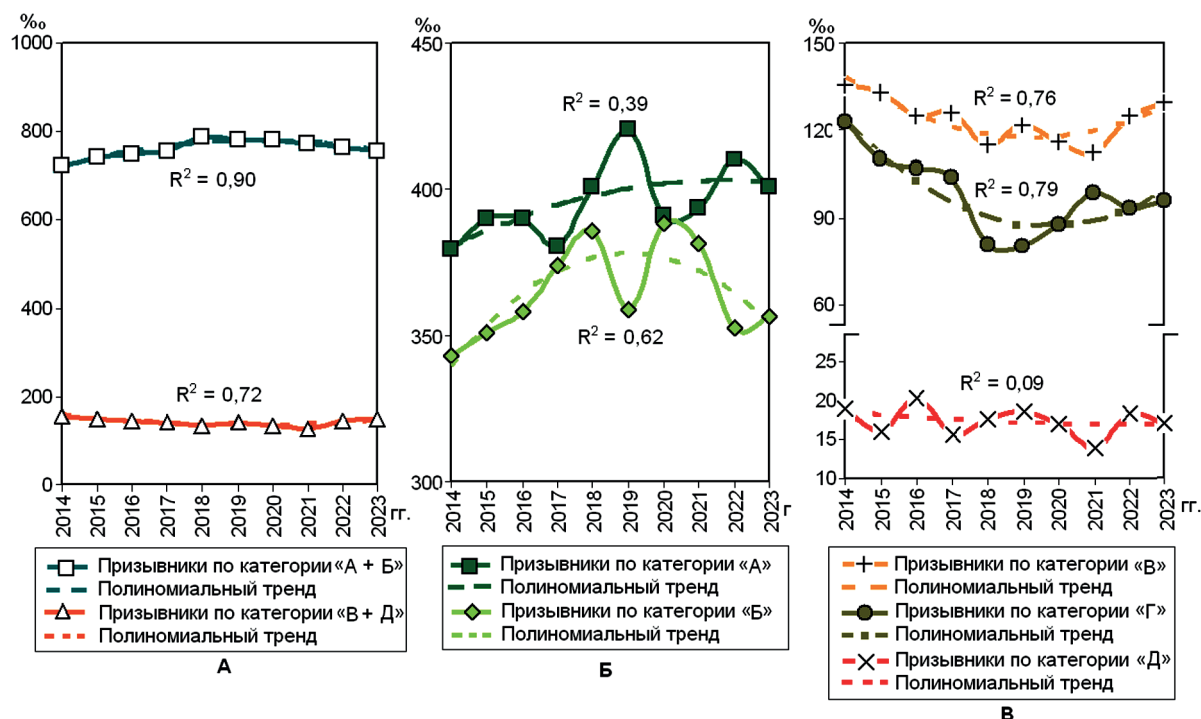 ‰
1000
800
600
400
200
0
R² = 0,90
R² = 0,72
2014
2015
2016
2017
2018
2019
2020
2021
2022
2023
гг.
Призывники по категории «А + Б»
Полиномиальный тренд
Призывники по категории «В + Д»
Полиномиальный тренд
А
‰
450
400
350
300
R² = 0,39
R² = 0,62
2014
2015
2016
2017
2018
2019
2020
2021
2022
2023
г
Призывники по категории «А»
Полиномиальный тренд
Призывники по категории «Б»
Полиномиальный тренд
Б
‰
150
120
90
60
25
20
15
10
R² = 0,76
R² = 0,79
R² = 0,09
2014
2015
2016
2017
2018
2019
2020
2021
2022
2023
гг.
Призывники по категории «В»
Полиномиальный тренд
Призывники по категории «Г»
Полиномиальный тренд
Призывники по категории «Д»
Полиномиальный тренд
В